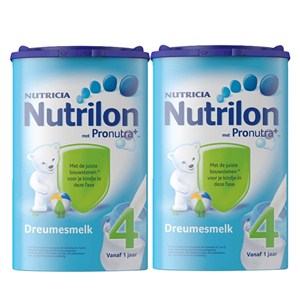 NUTRICIA
Nutrilon
met Pronutra+
Met de juiste
bouwstenen
voor je kindje in
deze fase
Dreumesmelk
4
Vanaf 1 jaar
NUTRICIA
Nutrilon
met Pronutra+
Met de juiste
bouwstenen
voor je kindje in
deze fase
Dreumesmelk
4
Vanaf 1 jaar